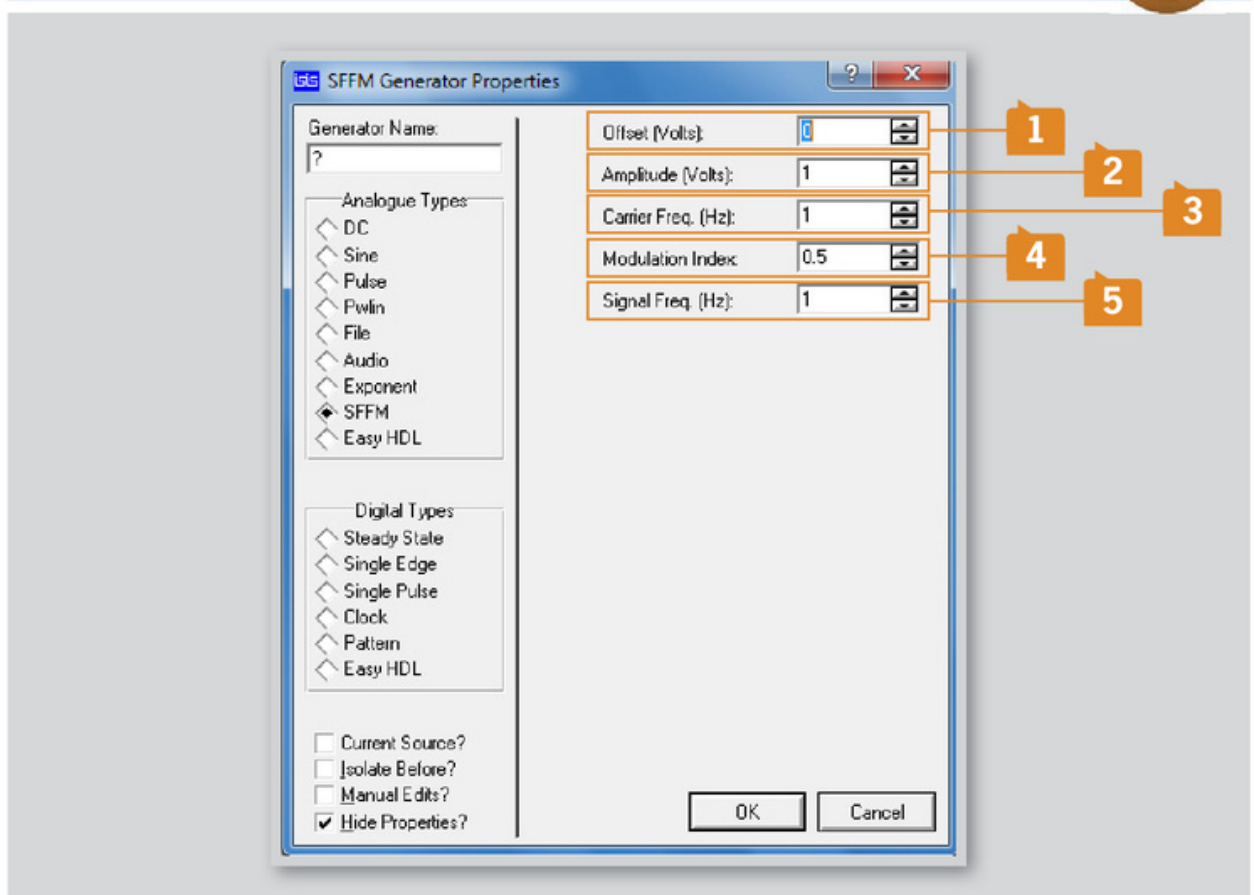 isis SFFM Generator Properties
? X
Generator Name:
?
Analogue Types
DC
Sine
Pulse
Pwlin
File
Audio
Exponent
SFFM
Easy HDL
Digital Types
Steady State
Single Edge
Single Pulse
Clock
Pattern
Easy HDL
Current Source?
Isolate Before?
Manual Edits?
Hide Properties?
Offset (Volts): 0 1
Amplitude (Volts): 1 2
Carrier Freq. (Hz): 1 3
Modulation Index: 0.5 4
Signal Freq. (Hz): 1 5
OK Cancel